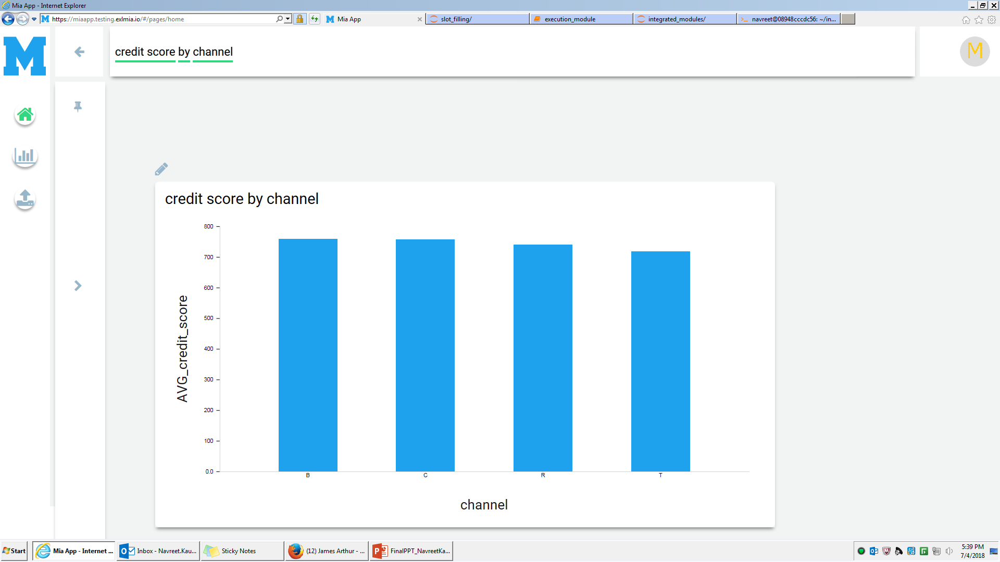 Mia App - Internet Explorer
https://miaapp.testing.exlmia.io/#/pages/home
M Mia App
slot_filling/
execution_module
integrated_modules/
navreet@08948cccdc56: ~/in...
M
credit score by channel
M
credit score by channel
800
700
600
500
400
300
200
100
0.0
AVG_credit_score
B C R T
channel
Start
Mia App - Internet ...
Inbox - Navreet.Kau...
Sticky Notes
(12) James Arthur - ...
FinalPPT_NavreetKa...
5:39 PM
7/4/2018